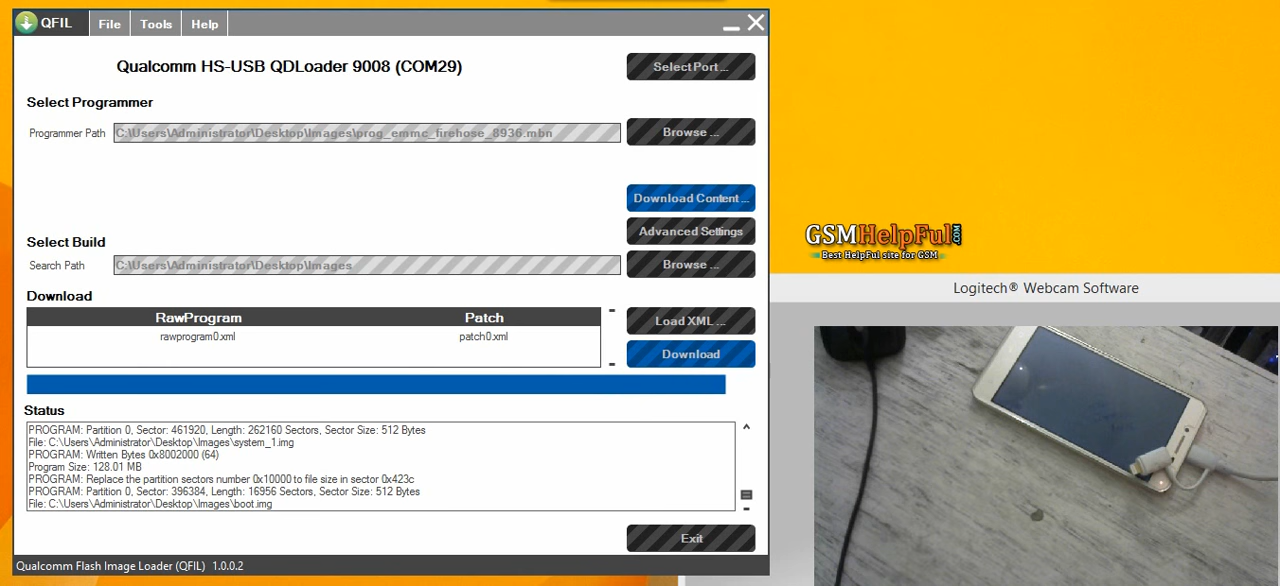 QFIL File Tools Help
Qualcomm HS-USB QDLoader 9008 (COM29)
Select Port ...
Select Programmer
Programmer Path C:\Users\Administrator\Desktop\Images\prog_emmc_firehose_8936.mbn Browse ...
Download Content ...
Advanced Settings
Select Build
Search Path C:\Users\Administrator\Desktop\Images Browse ...
Download
RawProgram Patch
rawprogram0.xml patch0.xml
Load XML ...
Download
Status
PROGRAM: Partition 0, Sector: 461920, Length: 262160 Sectors, Sector Size: 512 Bytes
File: C:\Users\Administrator\Desktop\Images\system_1.img
PROGRAM: Written Bytes 0x8002000 (64)
Program Size: 128.01 MB
PROGRAM: Replace the partition sectors number 0x10000 to file size in sector 0x423c
PROGRAM: Partition 0, Sector: 396384, Length: 16956 Sectors, Sector Size: 512 Bytes
File: C:\Users\Administrator\Desktop\Images\boot.img
Exit
Qualcomm Flash Image Loader (QFIL) 1.0.0.2
GSMHelpFul.COM
Best HelpFul site for GSM
Logitech® Webcam Software